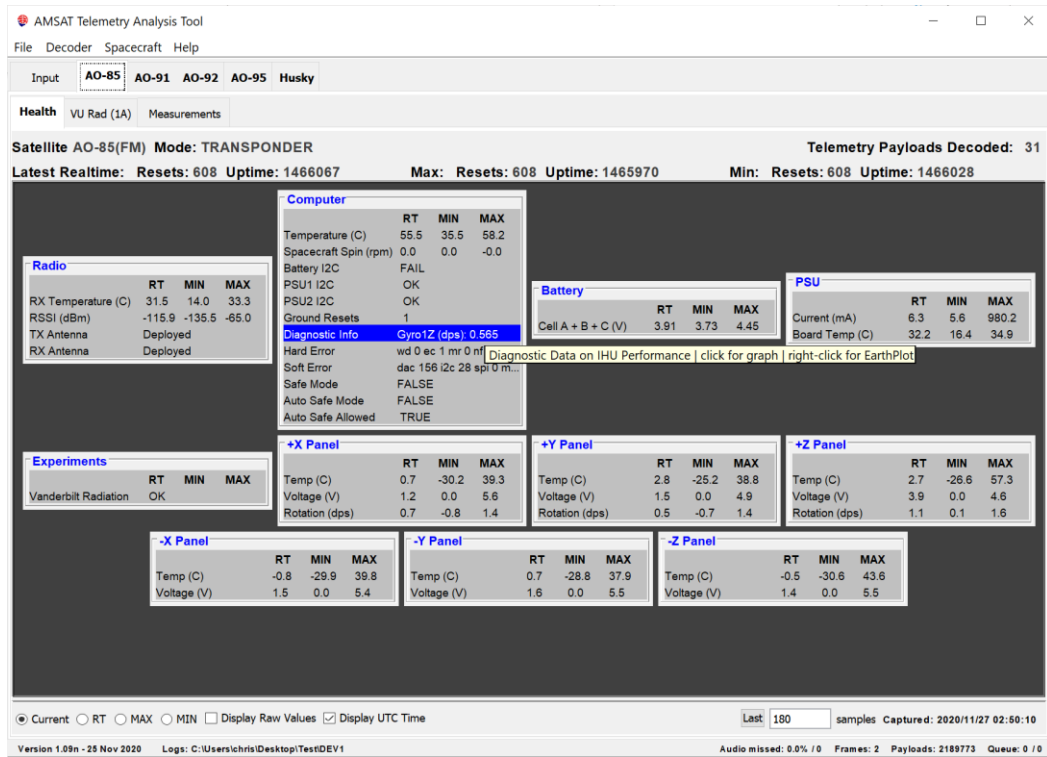 AMSAT Telemetry Analysis Tool
File Decoder Spacecraft Help
Input AO-85 AO-91 AO-92 AO-95 Husky
Health VU Rad (1A) Measurements
Satellite AO-85(FM) Mode: TRANSPONDER Telemetry Payloads Decoded: 31
Latest Realtime: Resets: 608 Uptime: 1466067 Max: Resets: 608 Uptime: 1465970 Min: Resets: 608 Uptime: 1466028
Computer
RT MIN MAX
Temperature (C) 55.5 35.5 58.2
Spacecraft Spin (rpm) 0.0 0.0 -0.0
Battery I2C FAIL
PSU1 I2C OK
PSU2 I2C OK
Ground Resets 1
Diagnostic Info Gyro1Z (dps): 0.565
Hard Error wd 0 ec 1 mr 0 nf
Soft Error dac 156 i2c 28 spi 0 m...
Safe Mode FALSE
Auto Safe Mode FALSE
Auto Safe Allowed TRUE
Diagnostic Data on IHU Performance | click for graph | right-click for EarthPlot
Radio
RT MIN MAX
RX Temperature (C) 31.5 14.0 33.3
RSSI (dBm) -115.9 -135.5 -65.0
TX Antenna Deployed
RX Antenna Deployed
Battery
RT MIN MAX
Cell A + B + C (V) 3.91 3.73 4.45
PSU
RT MIN MAX
Current (mA) 6.3 5.6 980.2
Board Temp (C) 32.2 16.4 34.9
Experiments
RT MIN MAX
Vanderbilt Radiation OK
+X Panel
RT MIN MAX
Temp (C) 0.7 -30.2 39.3
Voltage (V) 1.2 0.0 5.6
Rotation (dps) 0.7 -0.8 1.4
+Y Panel
RT MIN MAX
Temp (C) 2.8 -25.2 38.8
Voltage (V) 1.5 0.0 4.9
Rotation (dps) 0.5 -0.7 1.4
+Z Panel
RT MIN MAX
Temp (C) 2.7 -26.6 57.3
Voltage (V) 3.9 0.0 4.6
Rotation (dps) 1.1 0.1 1.6
-X Panel
RT MIN MAX
Temp (C) -0.8 -29.9 39.8
Voltage (V) 1.5 0.0 5.4
-Y Panel
RT MIN MAX
Temp (C) 0.7 -28.8 37.9
Voltage (V) 1.6 0.0 5.5
-Z Panel
RT MIN MAX
Temp (C) -0.5 -30.6 43.6
Voltage (V) 1.4 0.0 5.5
Current RT MAX MIN Display Raw Values Display UTC Time Last 180 samples Captured: 2020/11/27 02:50:10
Version 1.09n - 25 Nov 2020 Logs: C:\Users\chris\Desktop\Test\DEV1 Audio missed: 0.0% / 0 Frames: 2 Payloads: 2189773 Queue: 0 / 0